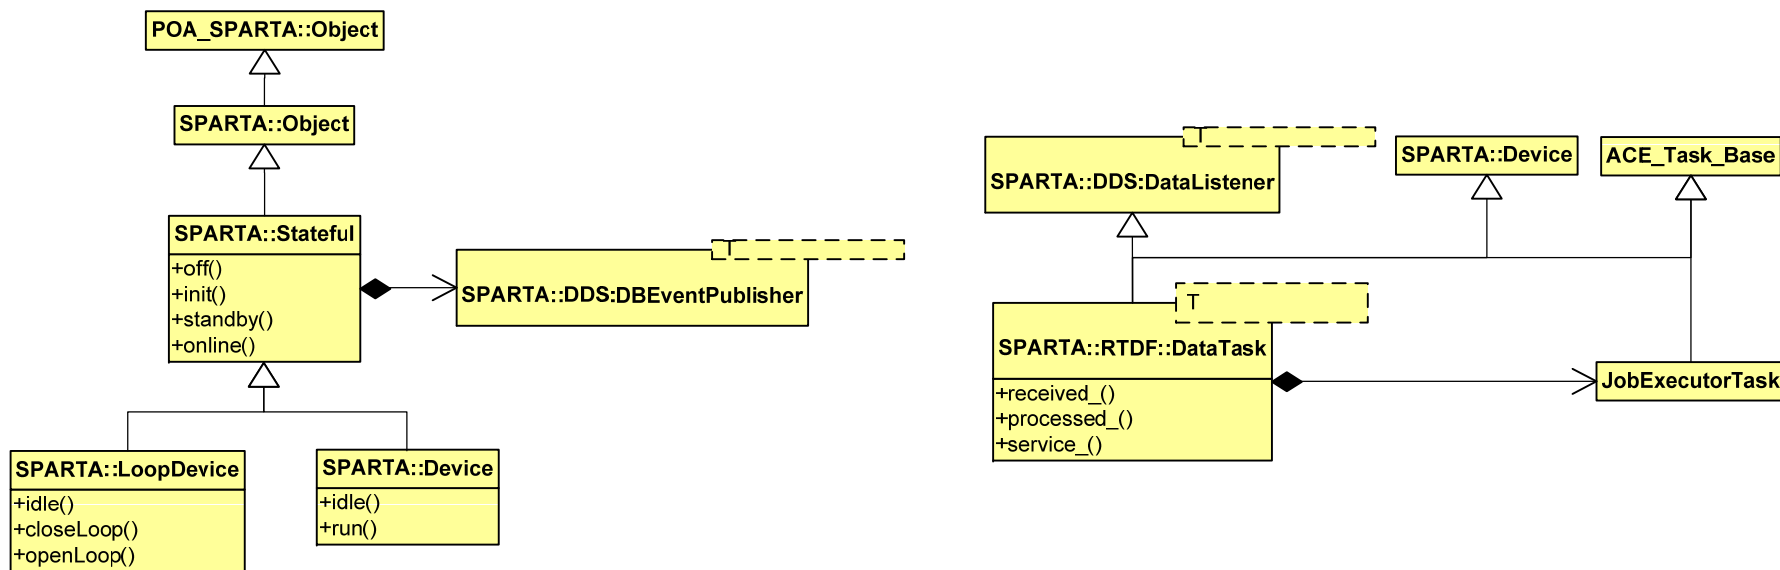 POA_SPARTA::Object
SPARTA::Object
SPARTA::Stateful
+off()
+init()
+standby()
+online()
T
SPARTA::DDS:DBEventPublisher
SPARTA::LoopDevice
+idle()
+closeLoop()
+openLoop()
SPARTA::Device
+idle()
+run()
T
SPARTA::DDS:DataListener
SPARTA::Device
ACE_Task_Base
T
SPARTA::RTDF::DataTask
+received_()
+processed_()
+service_()
JobExecutorTask